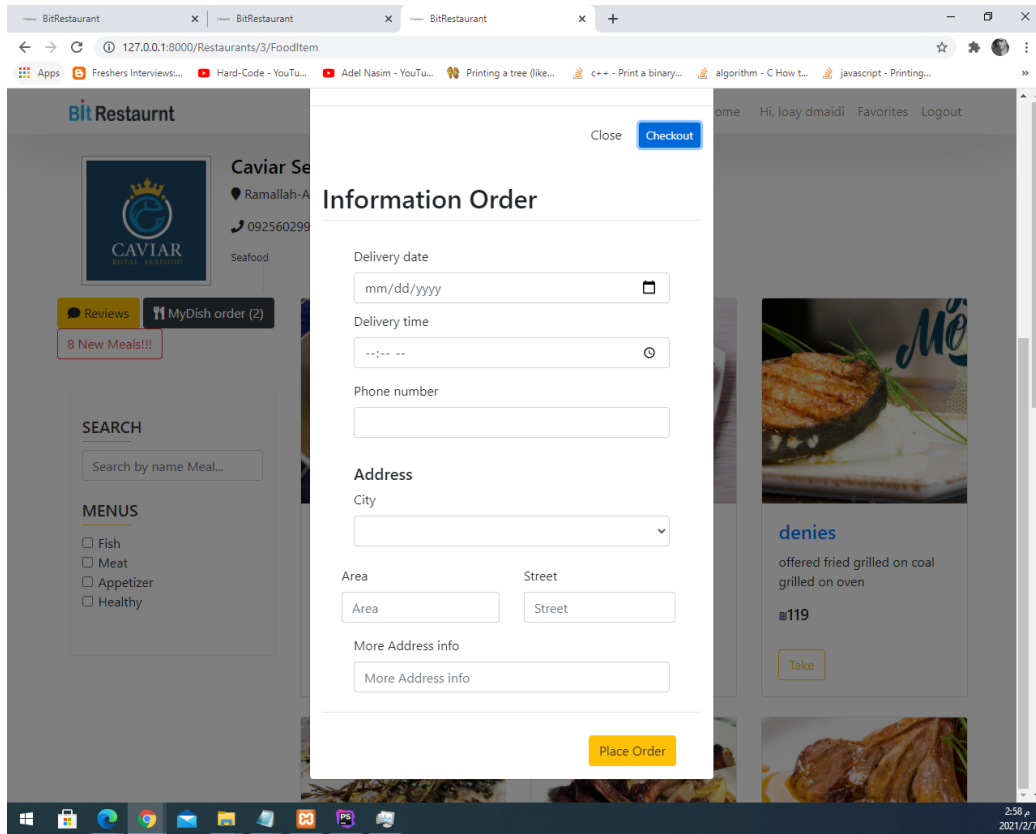 BitRestaurant
BitRestaurant
BitRestaurant
127.0.0.1:8000/Restaurants/3/FoodItem
Apps
Freshers Interviews:...
Hard-Code - YouTu...
Adel Nasim - YouTu...
Printing a tree (like...
c++ - Print a binary...
algorithm - C How t...
javascript - Printing...
»
Bit Restaurnt
ome
Hi, loay dmaidi
Favorites
Logout
Close
Checkout
CAVIAR
ROYAL SEAFOOD
Caviar Se
Ramallah-A
092560299
Seafood
Reviews
MyDish order (2)
8 New Meals!!!
SEARCH
Search by name Meal...
MENUS
Fish
Meat
Appetizer
Healthy
Information Order
Delivery date
mm/dd/yyyy
Delivery time
--:-- --
Phone number
Address
City
Area
Street
Area
Street
More Address info
More Address info
Place Order
denies
offered fried grilled on coal
grilled on oven
₪119
Take
PS
2:58 م
2021/2/7